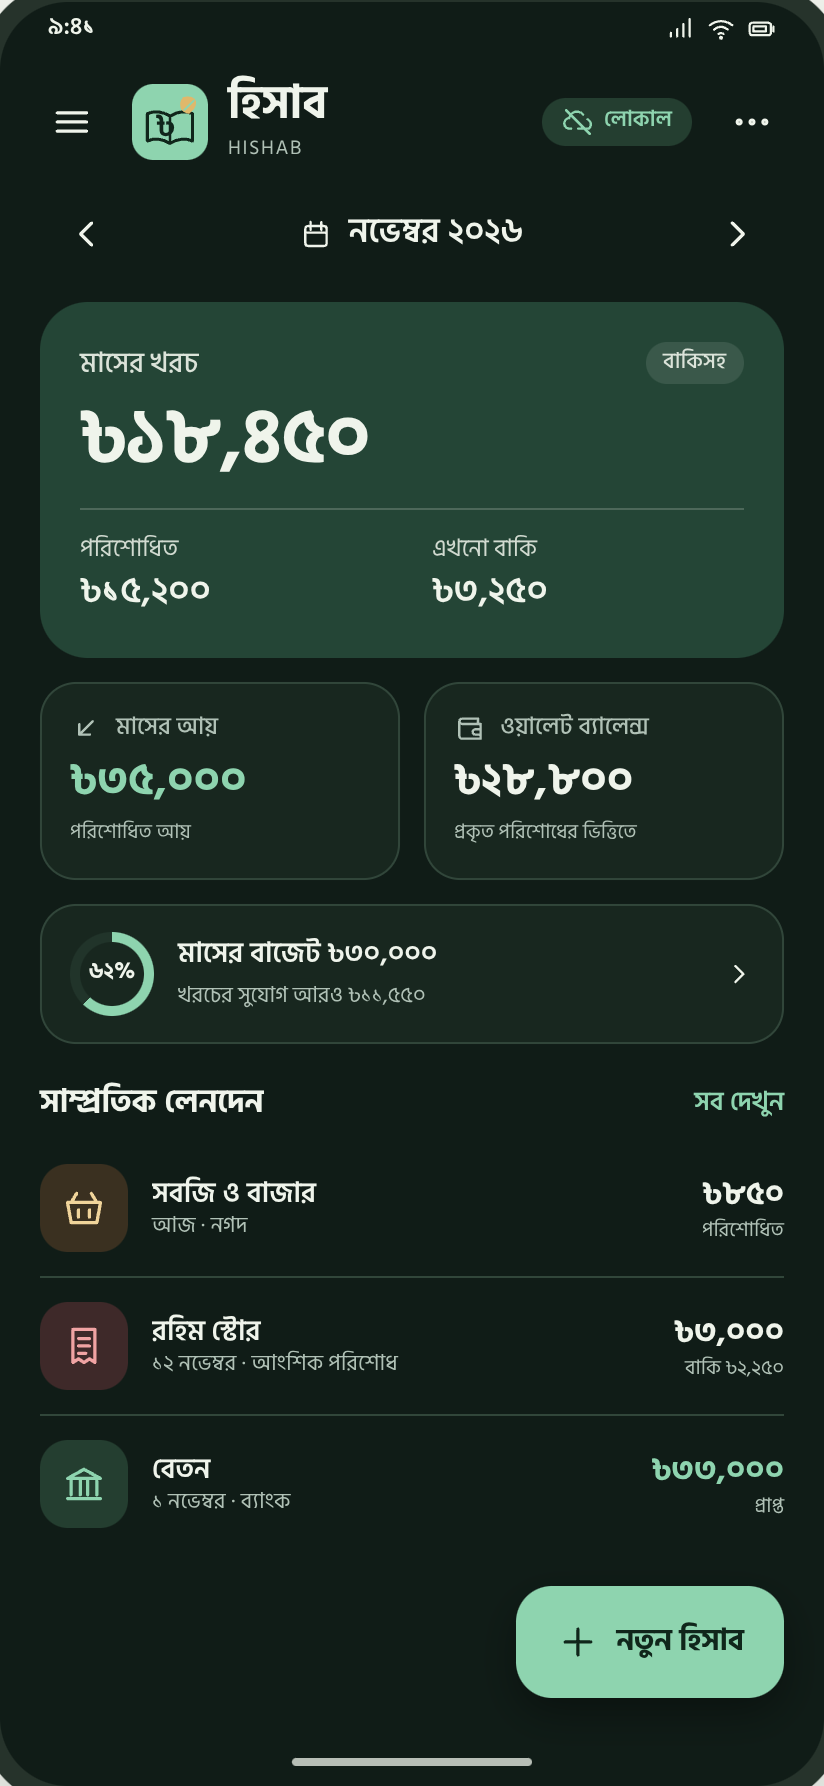 ৯:৪১
হিসাব
HISHAB
লোকাল
নভেম্বর ২০২৬
মাসের খরচ
বাকিসহ
৳১৮,৪৫০
পরিশোধিত
এখনো বাকি
৳১৫,২০০
৳৩,২৫০
মাসের আয়
৳৩৫,০০০
পরিশোধিত আয়
ওয়ালেট ব্যালেন্স
৳২৮,৮০০
প্রকৃত পরিশোধের ভিত্তিতে
৬২%
মাসের বাজেট ৳৩০,০০০
খরচের সুযোগ আরও ৳১১,৫৫০
সাম্প্রতিক লেনদেন
সব দেখুন
সবজি ও বাজার
৳৮৫০
আজ · নগদ
পরিশোধিত
রহিম স্টোর
৳৩,০০০
১২ নভেম্বর · আংশিক পরিশোধ
বাকি ৳২,২৫০
বেতন
৳৩৩,০০০
১ নভেম্বর · ব্যাংক
প্রাপ্ত
নতুন হিসাব